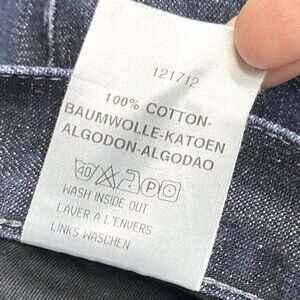 121712
100% COTTON-
BAUMWOLLE-KATOEN
ALGODON-ALGODAO
40 P
WASH INSIDE OUT
LAVER À L'ENVERS
LINKS WASCHEN